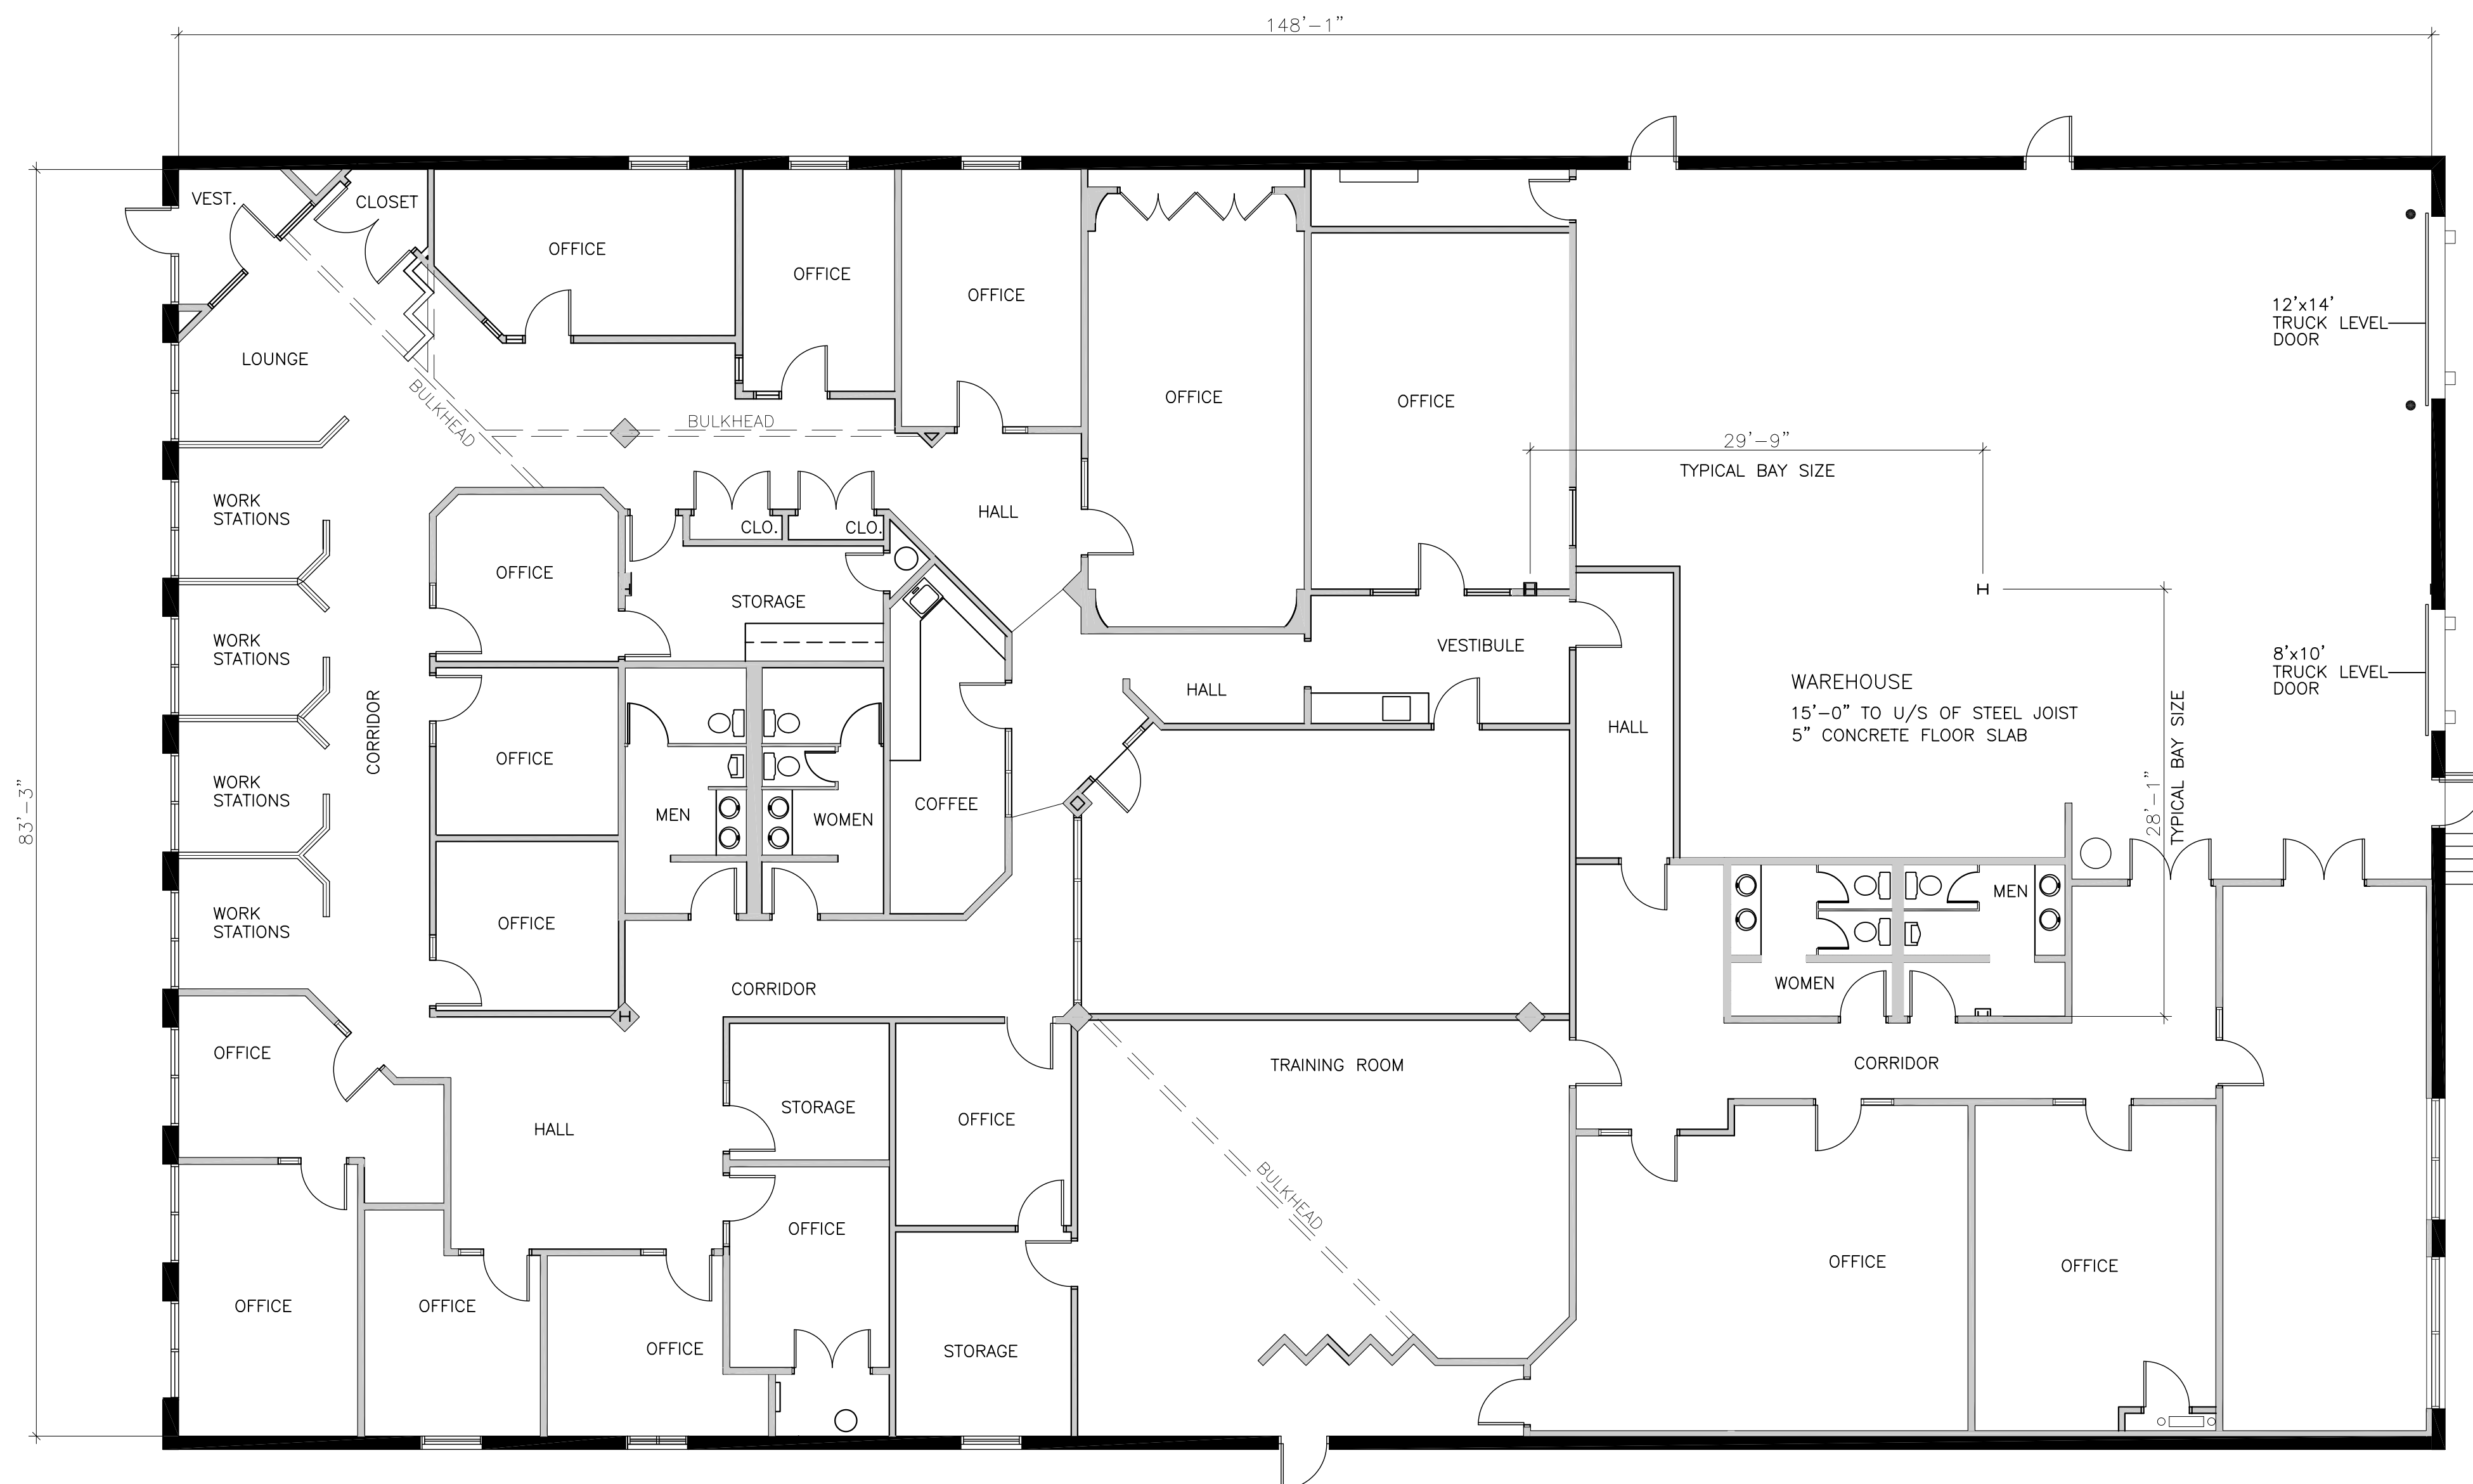 148'-1"
VEST.
CLOSET
OFFICE
OFFICE
OFFICE
12'x14'
TRUCK LEVEL
DOOR
LOUNGE
OFFICE
OFFICE
BULKHEAD
BULKHEAD
29'-9"
TYPICAL BAY SIZE
WORK
STATIONS
HALL
CLO.
CLO.
OFFICE
STORAGE
WORK
STATIONS
VESTIBULE
8'x10'
TRUCK LEVEL
DOOR
HALL
WAREHOUSE
15'-0" TO U/S OF STEEL JOIST
5" CONCRETE FLOOR SLAB
HALL
CORRIDOR
OFFICE
TYPICAL BAY SIZE
28'-1"
83'-3"
WORK
STATIONS
COFFEE
MEN
WOMEN
MEN
WORK
STATIONS
OFFICE
WOMEN
CORRIDOR
OFFICE
TRAINING ROOM
CORRIDOR
STORAGE
OFFICE
HALL
BULKHEAD
OFFICE
OFFICE
OFFICE
OFFICE
OFFICE
OFFICE
STORAGE